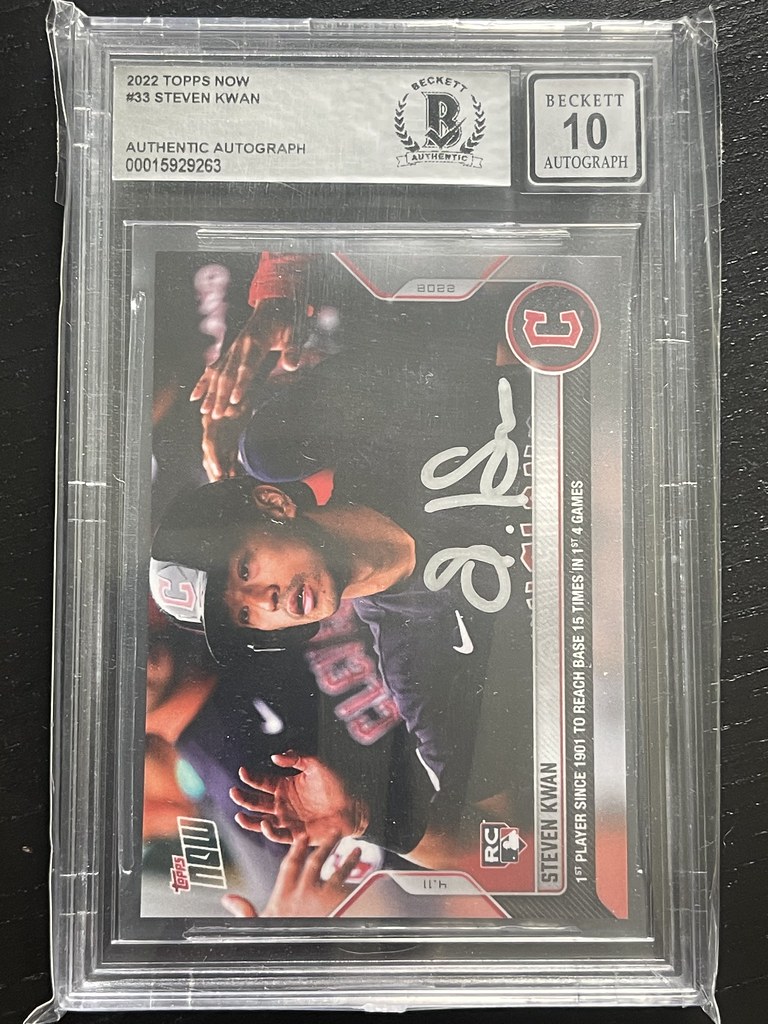 2022 TOPPS NOW
#33 STEVEN KWAN
AUTHENTIC AUTOGRAPH
00015929263
BECKETT
B
AUTHENTIC
BECKETT
10
AUTOGRAPH
2022
C
C
TOPPS
NOW
4.11
RC
STEVEN KWAN
1ST PLAYER SINCE 1901 TO REACH BASE 15 TIMES IN 1ST 4 GAMES